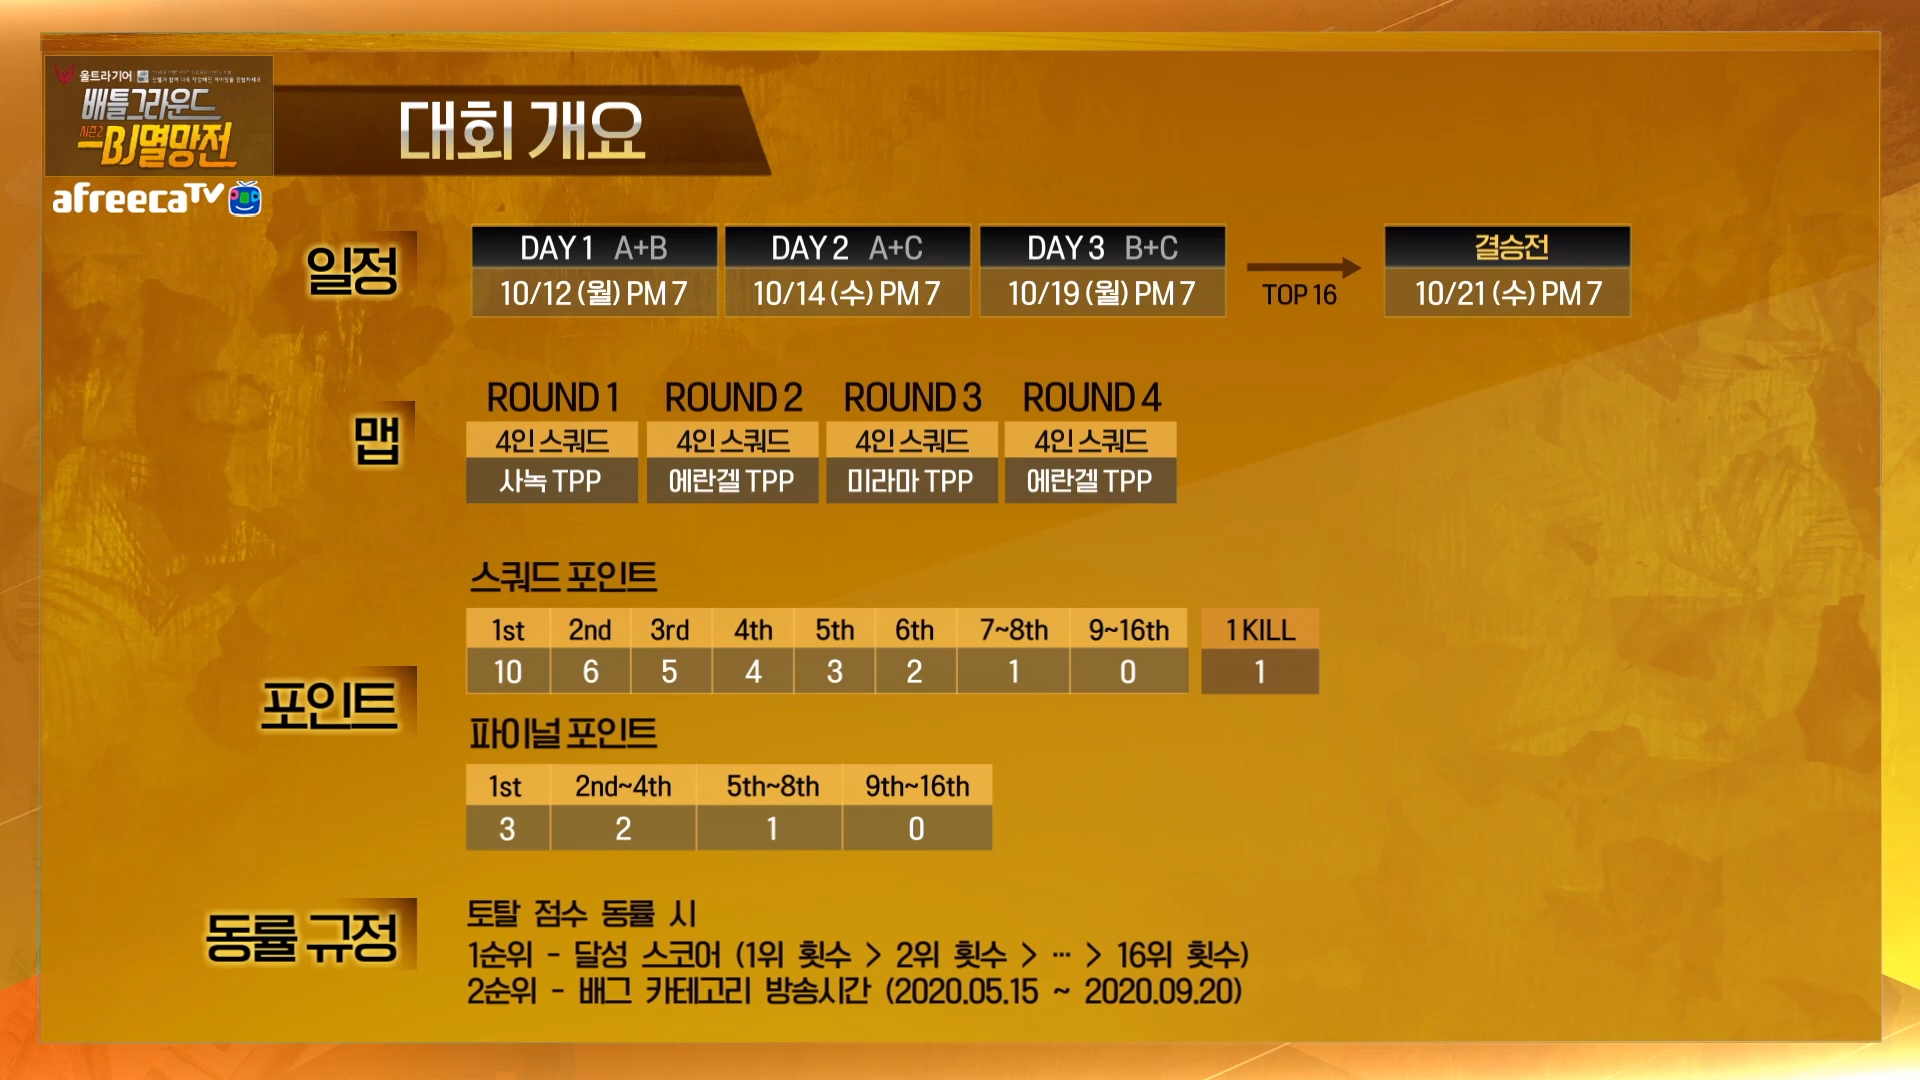 울트라기어
배틀그라운드
시즌2
BJ멸망전
afreecaTV
대회 개요
일정
DAY 1 A+B
10/12 (월) PM 7
DAY 2 A+C
10/14 (수) PM 7
DAY 3 B+C
10/19 (월) PM 7
TOP 16
결승전
10/21 (수) PM 7
맵
ROUND 1 ROUND 2 ROUND 3 ROUND 4
4인 스쿼드 4인 스쿼드 4인 스쿼드 4인 스쿼드
사녹 TPP 에란겔 TPP 미라마 TPP 에란겔 TPP
포인트
스쿼드 포인트
1st 2nd 3rd 4th 5th 6th 7~8th 9~16th 1 KILL
10 6 5 4 3 2 1 0 1
파이널 포인트
1st 2nd~4th 5th~8th 9th~16th
3 2 1 0
동률 규정
토탈 점수 동률 시
1순위 - 달성 스코어 (1위 횟수 > 2위 횟수 > ··· > 16위 횟수)
2순위 - 배그 카테고리 방송시간 (2020.05.15 ~ 2020.09.20)